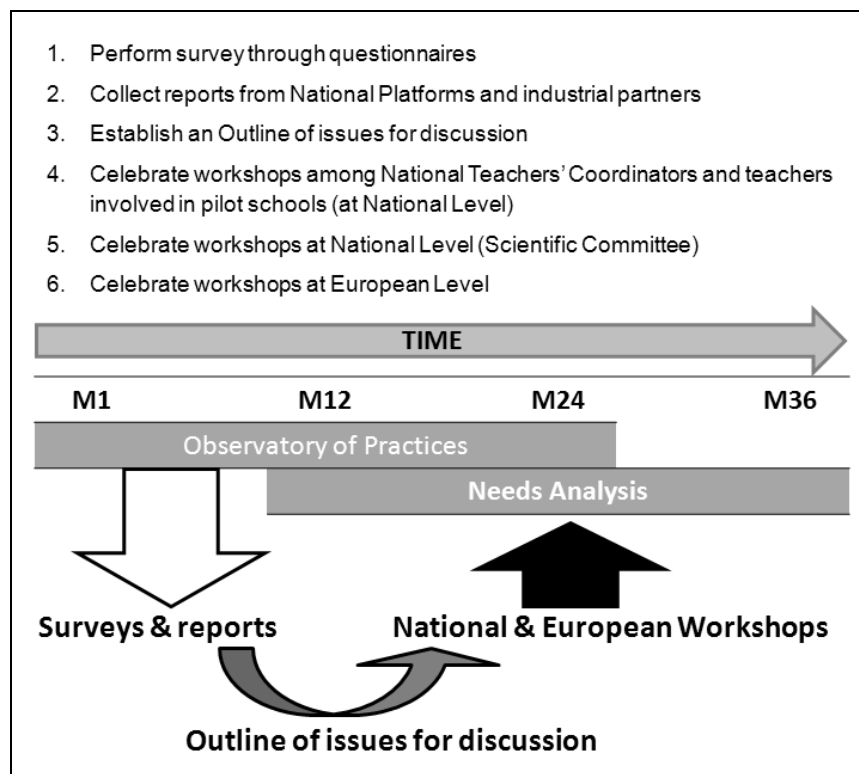 1. Perform survey through questionnaires
2. Collect reports from National Platforms and industrial partners
3. Establish an Outline of issues for discussion
4. Celebrate workshops among National Teachers' Coordinators and teachers
involved in pilot schools (at National Level)
5. Celebrate workshops at National Level (Scientific Committee)
6. Celebrate workshops at European Level
TIME
M1 M12 M24 M36
Observatory of Practices
Needs Analysis
Surveys & reports National & European Workshops
Outline of issues for discussion